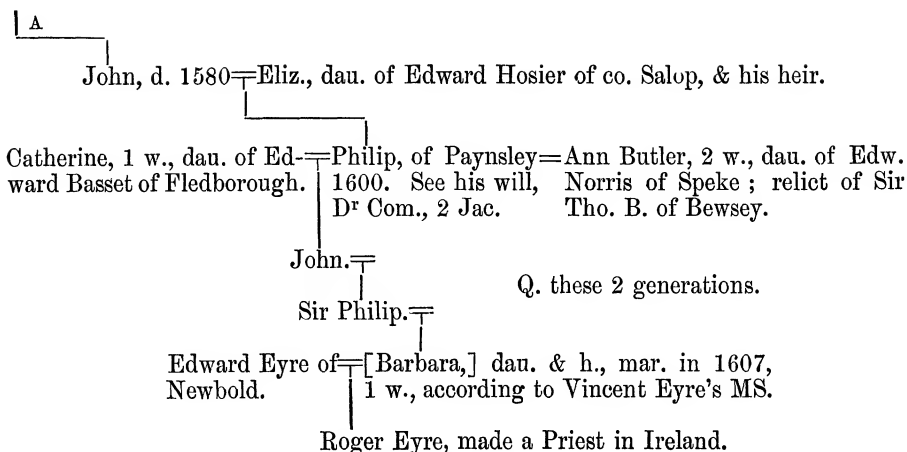 A
John, d. 1580=Eliz., dau. of Edward Hosier of co. Salop, & his heir.
Catherine, 1 w., dau. of Ed-=Philip, of Paynsley=Ann Butler, 2 w., dau. of Edw.
ward Basset of Fledborough. 1600. See his will, Norris of Speke ; relict of Sir
Dr Com., 2 Jac. Tho. B. of Bewsey.
John.=
Q. these 2 generations.
Sir Philip.=
Edward Eyre of=[Barbara,] dau. & h., mar. in 1607,
Newbold. 1 w., according to Vincent Eyre's MS.
Roger Eyre, made a Priest in Ireland.